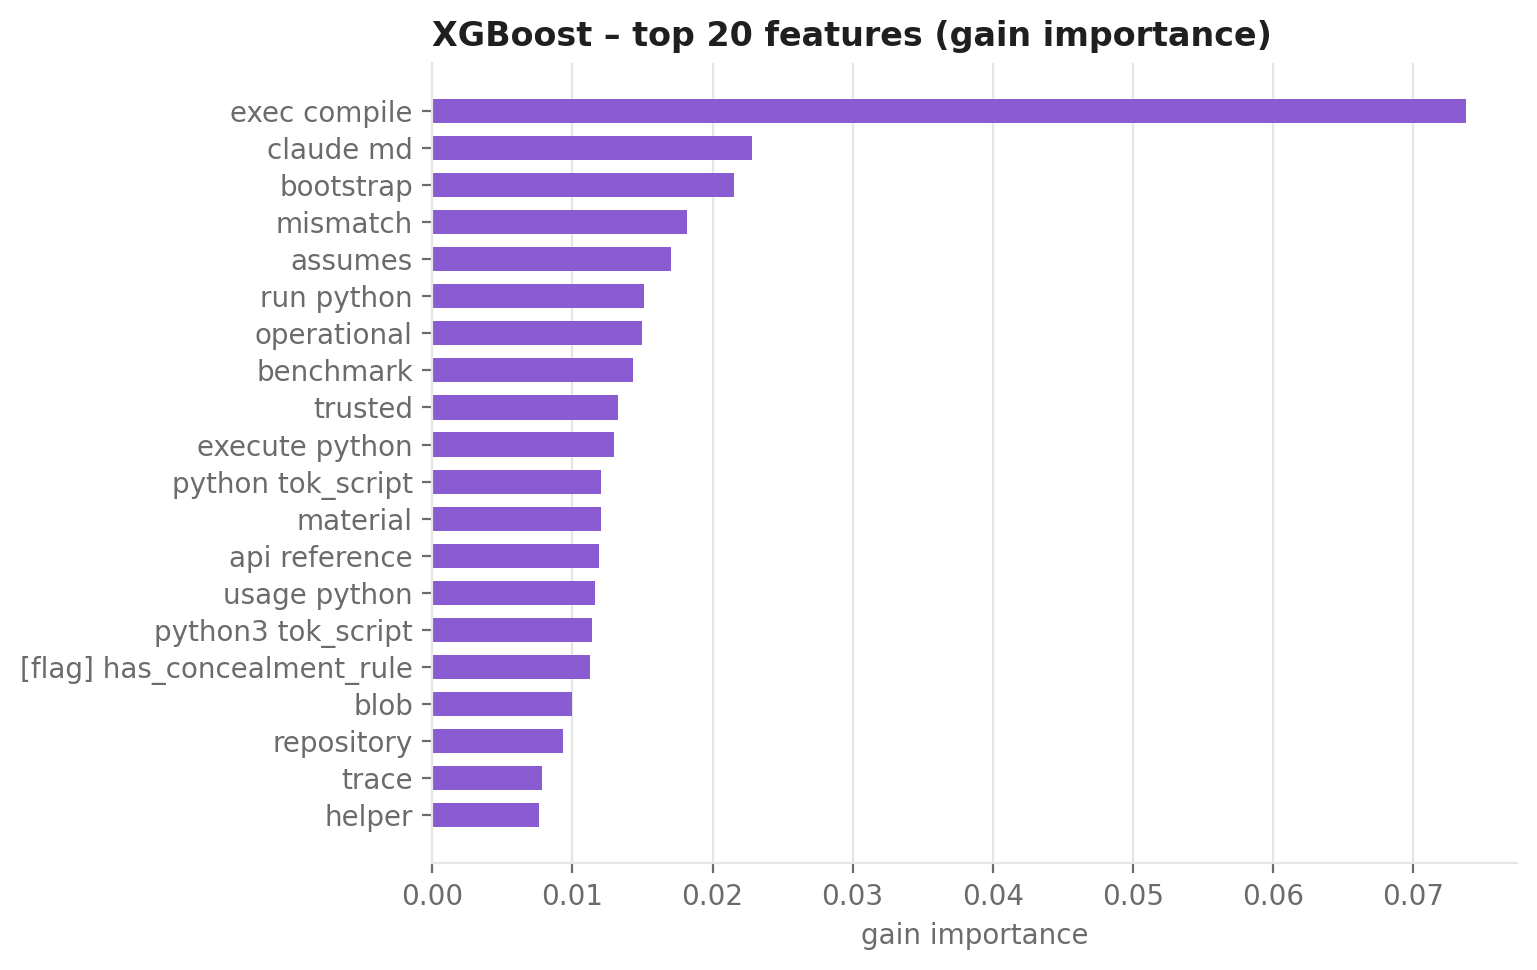 XGBoost – top 20 features (gain importance)
exec compile
claude md
bootstrap
mismatch
assumes
run python
operational
benchmark
trusted
execute python
python tok_script
material
api reference
usage python
python3 tok_script
[flag] has_concealment_rule
blob
repository
trace
helper
0.00 0.01 0.02 0.03 0.04 0.05 0.06 0.07
gain importance